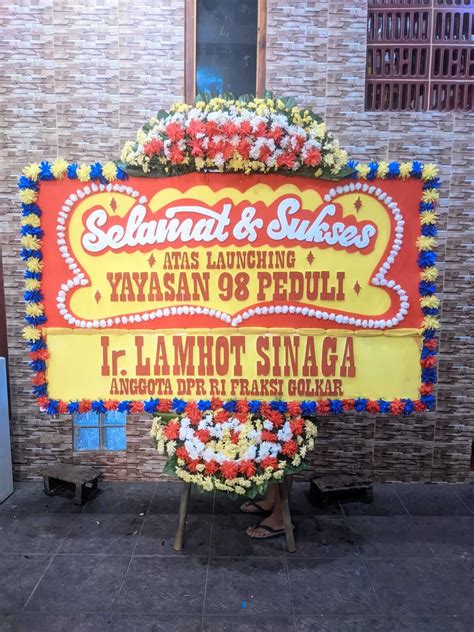 Selamat & Sukses
ATAS LAUNCHING
YAYASAN 98 PEDULI
Ir. LAMHOT SINAGA
ANGGOTA DPR RI FRAKSI GOLKAR